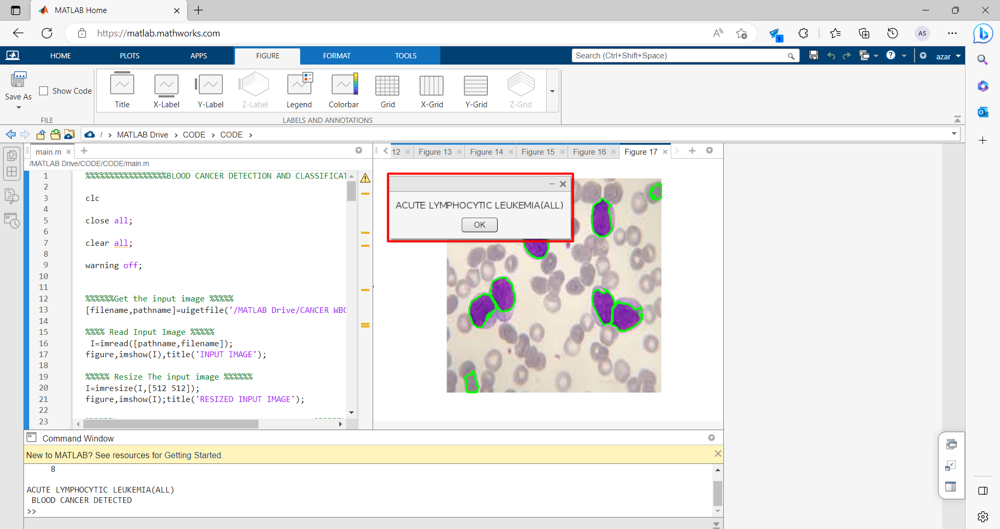 MATLAB Home
https://matlab.mathworks.com
1
AS
HOME PLOTS APPS FIGURE FORMAT TOOLS
Search (Ctrl+Shift+Space)
azar
Save As
Show Code
Title X-Label Y-Label Z-Label Legend Colorbar Grid X-Grid Y-Grid Z-Grid
FILE LABELS AND ANNOTATIONS
/ › MATLAB Drive › CODE › CODE ›
main.m
12 Figure 13 Figure 14 Figure 15 Figure 16 Figure 17
/MATLAB Drive/CODE/CODE/main.m
1 %%%%%%%%%%%%%%%%%BLOOD CANCER DETECTION AND CLASSIFICAT
2
3 clc
4
5 close all;
6
7 clear all;
8
9 warning off;
10
11
12 %%%%%%Get the input image %%%%%
13 [filename,pathname]=uigetfile('/MATLAB Drive/CANCER WBC
14
15 %%%% Read Input Image %%%%%
16 I=imread([pathname,filename]);
17 figure,imshow(I),title('INPUT IMAGE');
18
19 %%%%% Resize The input image %%%%%%
20 I=imresize(I,[512 512]);
21 figure,imshow(I);title('RESIZED INPUT IMAGE');
22
23
ACUTE LYMPHOCYTIC LEUKEMIA(ALL)
OK
Command Window
New to MATLAB? See resources for Getting Started.
8
ACUTE LYMPHOCYTIC LEUKEMIA(ALL)
BLOOD CANCER DETECTED
>>